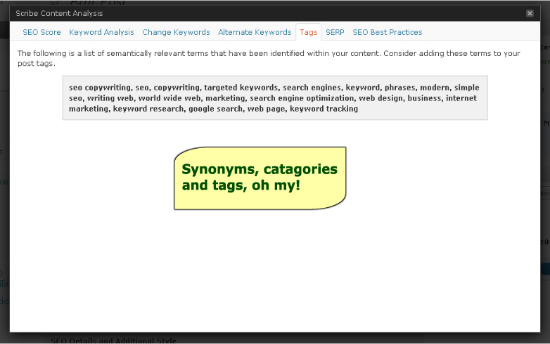 Scribe Content Analysis
SEO Score Keyword Analysis Change Keywords Alternate Keywords Tags SERP SEO Best Practices
The following is a list of semantically relevant terms that have been identified within your content. Consider adding these terms to your
post tags.
seo copywriting, seo, copywriting, targeted keywords, search engines, keyword, phrases, modern, simple
seo, writing web, world wide web, marketing, search engine optimization, web design, business, internet
marketing, keyword research, google search, web page, keyword tracking
Synonyms, catagories
and tags, oh my!
SEO Details and Additional Style